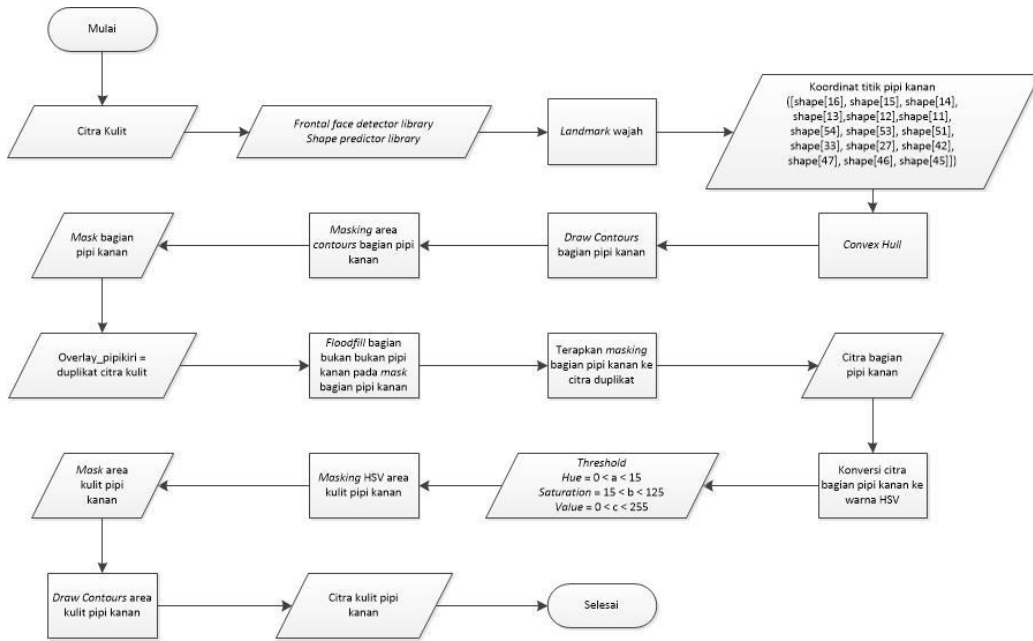 Mulai
Citra Kulit
Frontal face detector library
Shape predictor library
Landmark wajah
Koordinat titik pipi kanan
([shape[16], shape[15], shape[14],
shape[13],shape[12],shape[11],
shape[54], shape[53], shape[51],
shape[33], shape[27], shape[42],
shape[47], shape[46], shape[45]])
Convex Hull
Draw Contours
bagian pipi kanan
Masking area
contours bagian pipi
kanan
Mask bagian
pipi kanan
Overlay_pipikiri =
duplikat citra kulit
Floodfill bagian
bukan bukan pipi
kanan pada mask
bagian pipi kanan
Terapkan masking
bagian pipi kanan ke
citra duplikat
Citra bagian
pipi kanan
Konversi citra
bagian pipi kanan ke
warna HSV
Threshold
Hue = 0 < a < 15
Saturation = 15 < b < 125
Value = 0 < c < 255
Masking HSV area
kulit pipi kanan
Mask area
kulit pipi
kanan
Draw Contours area
kulit pipi kanan
Citra kulit pipi
kanan
Selesai